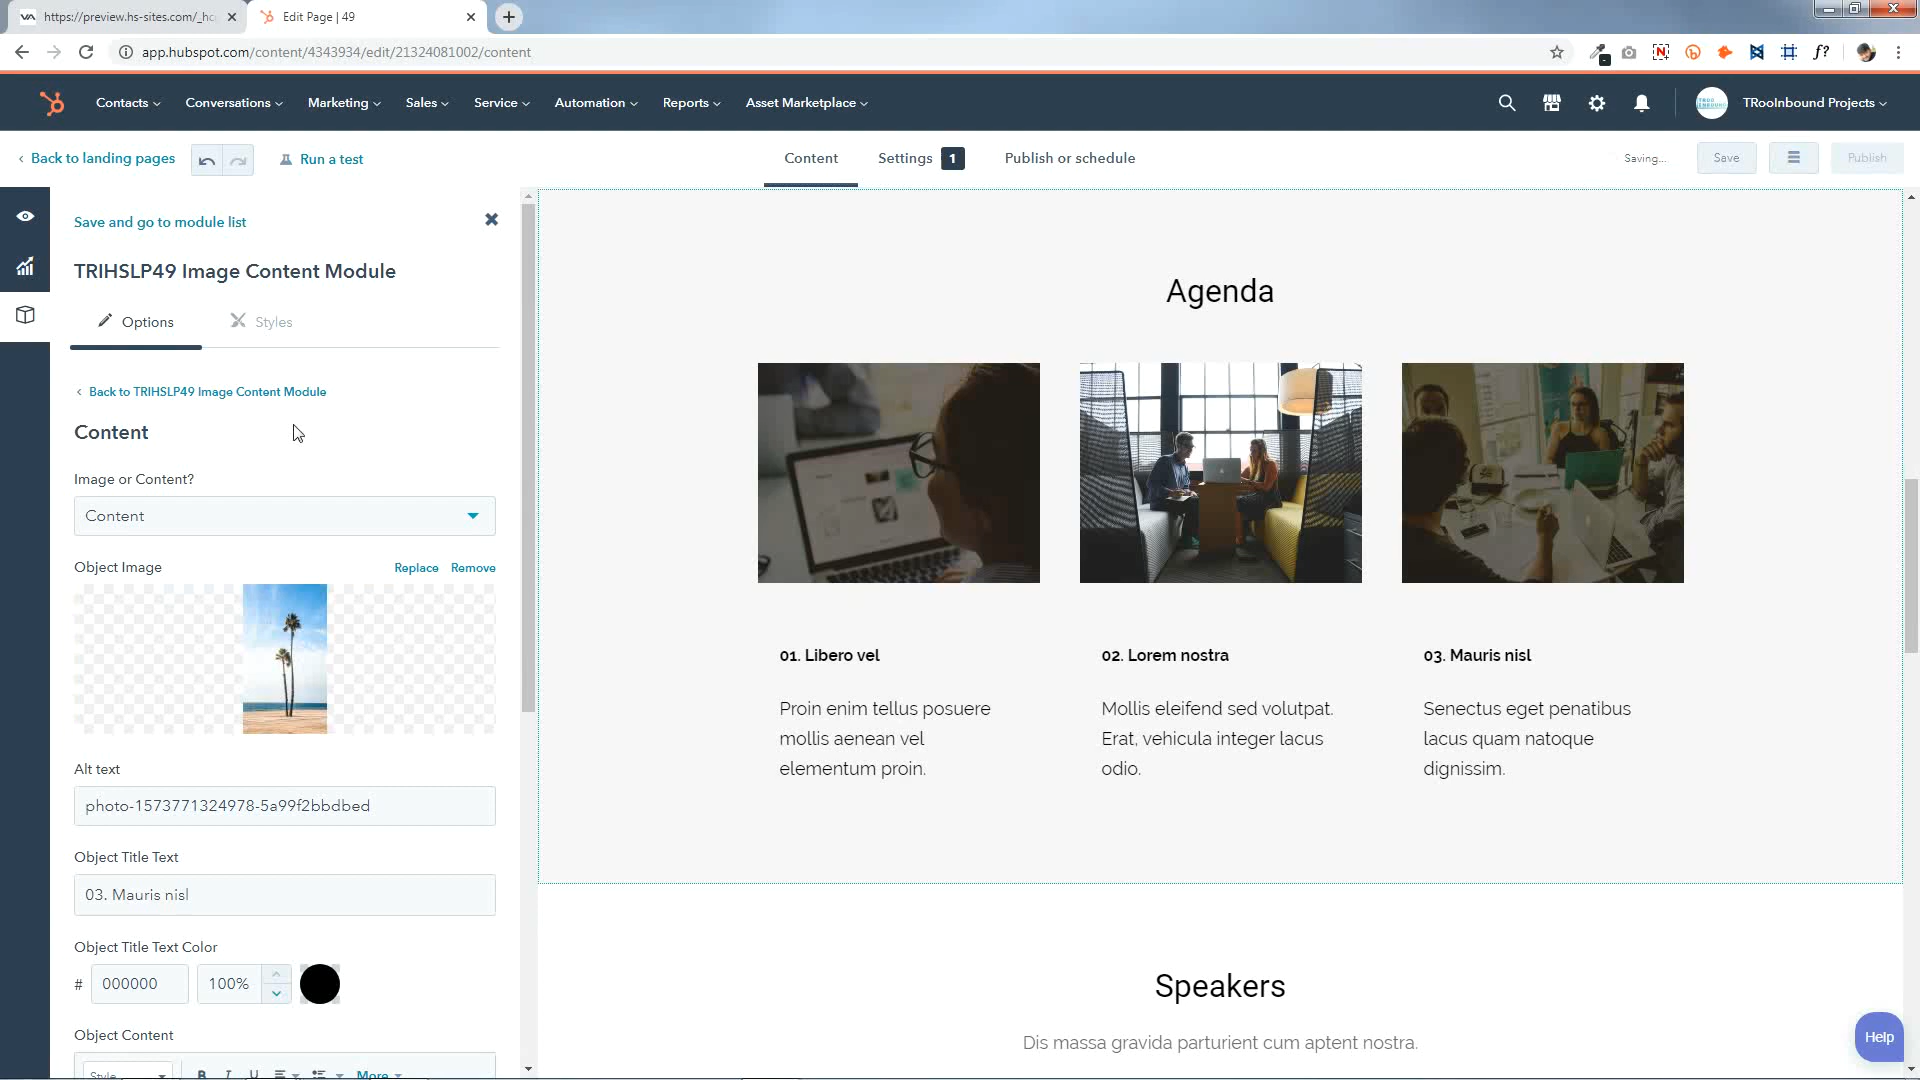 https://preview.hs-sites.com/_hc
Edit Page | 49
app.hubspot.com/content/4343934/edit/21324081002/content
Contacts
Conversations
Marketing
Sales
Service
Automation
Reports
Asset Marketplace
TRooInbound Projects
Back to landing pages
Run a test
Content
Settings 1
Publish or schedule
Saving...
Save
Publish
Save and go to module list
TRIHSLP49 Image Content Module
Options
Styles
Back to TRIHSLP49 Image Content Module
Content
Image or Content?
Content
Object Image
Replace
Remove
Alt text
photo-1573771324978-5a99f2bbdbed
Object Title Text
03. Mauris nisl
Object Title Text Color
# 000000 100%
Object Content
Style
B I U
More
Agenda
01. Libero vel
Proin enim tellus posuere
mollis aenean vel
elementum proin.
02. Lorem nostra
Mollis eleifend sed volutpat.
Erat, vehicula integer lacus
odio.
03. Mauris nisl
Senectus eget penatibus
lacus quam natoque
dignissim.
Speakers
Dis massa gravida parturient cum aptent nostra.
Help